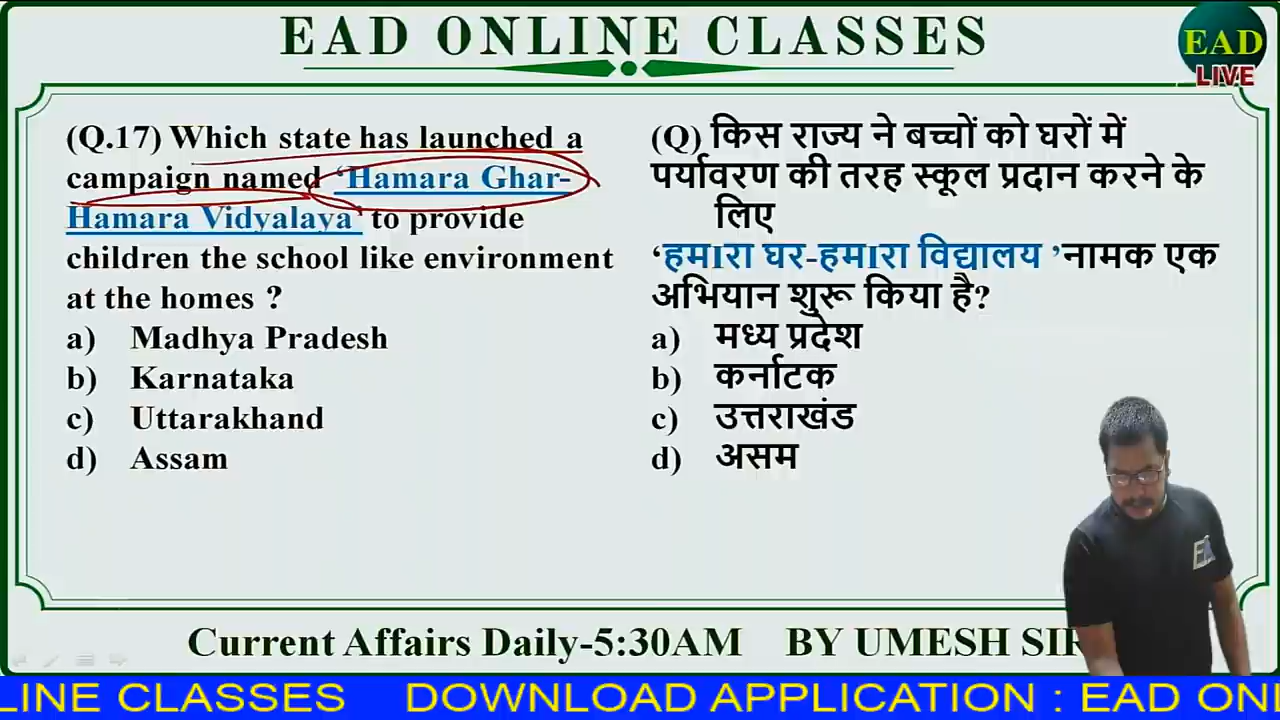 EAD ONLINE CLASSES
EAD
LIVE
(Q.17) Which state has launched a
campaign named ‘Hamara Ghar-
Hamara Vidyalaya’ to provide
children the school like environment
at the homes ?
a) Madhya Pradesh
b) Karnataka
c) Uttarakhand
d) Assam
(Q) किस राज्य ने बच्चों को घरों में
पर्यावरण की तरह स्कूल प्रदान करने के
लिए
‘हमIरा घर-हमIरा विद्यालय ’नामक एक
अभियान शुरू किया है?
a) मध्य प्रदेश
b) कर्नाटक
c) उत्तराखंड
d) असम
Current Affairs Daily-5:30AM BY UMESH SIR
LINE CLASSES DOWNLOAD APPLICATION : EAD ONL